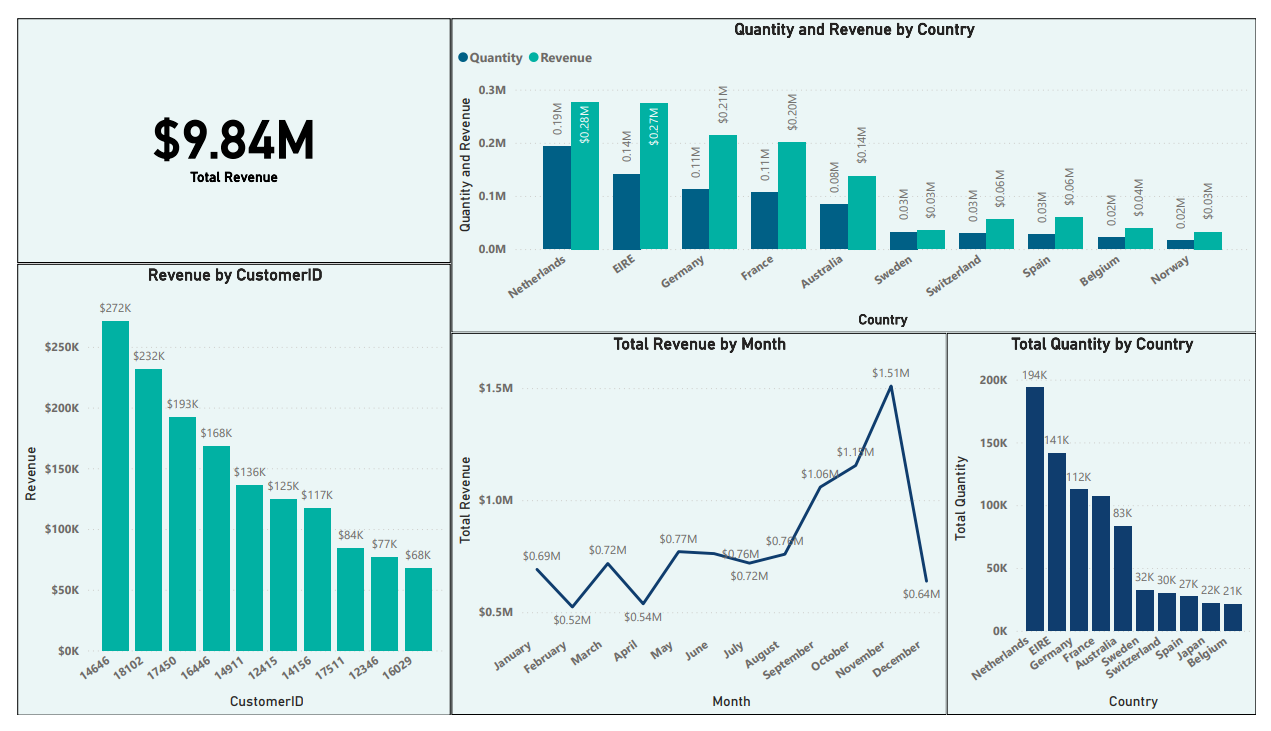 $9.84M
Total Revenue
Quantity and Revenue by Country
Quantity Revenue
Quantity and Revenue
0.3M
0.2M
0.1M
0.0M
0.19M $0.28M 0.14M $0.27M 0.11M $0.21M 0.11M $0.20M 0.08M $0.14M 0.03M $0.03M 0.03M $0.06M 0.03M $0.06M 0.02M $0.04M 0.02M $0.03M
Netherlands EIRE Germany France Australia Sweden Switzerland Spain Belgium Norway
Country
Revenue by CustomerID
Revenue
$250K
$200K
$150K
$100K
$50K
$0K
$272K $232K $193K $168K $136K $125K $117K $84K $77K $68K
14646 18102 17450 16446 14911 12415 14156 17511 12346 16029
CustomerID
Total Revenue by Month
Total Revenue
$1.5M
$1.0M
$0.5M
$0.69M $0.52M $0.72M $0.54M $0.77M $0.76M $0.72M $0.76M $1.06M $1.15M $1.51M $0.64M
January February March April May June July August September October November December
Month
Total Quantity by Country
Total Quantity
200K
150K
100K
50K
0K
194K 141K 112K 83K 32K 30K 27K 22K 21K
Netherlands EIRE Germany France Australia Sweden Switzerland Spain Japan Belgium
Country